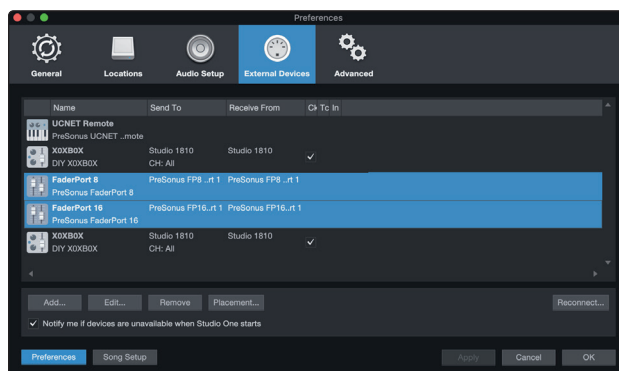 Preferences
General Locations Audio Setup External Devices Advanced
Name Send To Receive From Clk Tc In
UCNET Remote
PreSonus UCNET ..mote
X0XB0X Studio 1810 Studio 1810
DIY X0XB0X CH: All
FaderPort 8 PreSonus FP8 ..rt 1 PreSonus FP8 ..rt 1
PreSonus FaderPort 8
FaderPort 16 PreSonus FP16..rt 1 PreSonus FP16..rt 1
PreSonus FaderPort 16
X0XB0X Studio 1810 Studio 1810
DIY X0XB0X CH: All
Add... Edit... Remove Placement... Reconnect...
Notify me if devices are unavailable when Studio One starts
Preferences Song Setup Apply Cancel OK